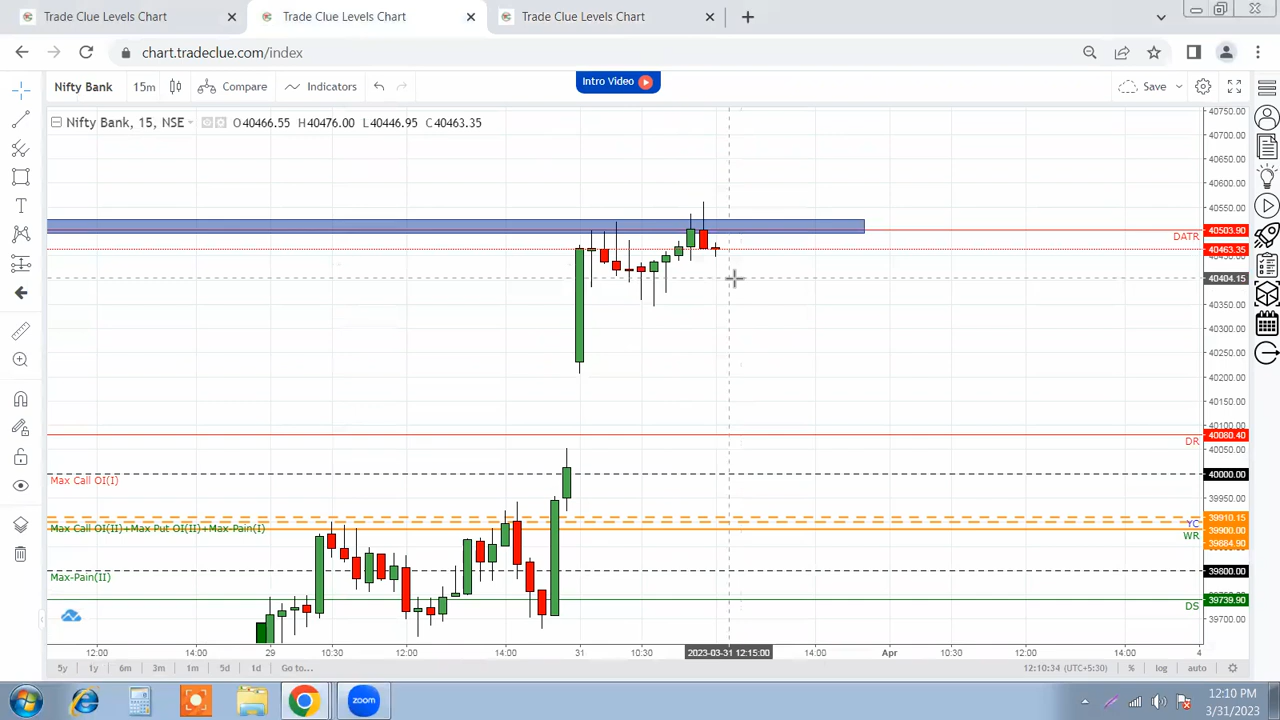 Trade Clue Levels Chart
Trade Clue Levels Chart
Trade Clue Levels Chart
chart.tradeclue.com/index
Nifty Bank
15m
Compare
Indicators
Intro Video
Save
Nifty Bank, 15, NSE
O40466.55 H40476.00 L40446.95 C40463.35
40750.00
40700.00
40650.00
40600.00
40550.00
40503.90
DATR
40463.35
40404.15
40350.00
40300.00
40250.00
40200.00
40150.00
40100.00
40080.40
DR
40050.00
40000.00
Max Call OI(I)
39950.00
39910.15
YC
39900.00
Max Call OI(II)+Max Put OI(II)+Max-Pain(I)
WR
39884.90
39800.00
Max-Pain(II)
39739.90
DS
39700.00
12:00
14:00
29
10:30
12:00
14:00
31
10:30
2023-03-31 12:15:00
14:00
Apr
10:30
12:00
14:00
4
5y
1y
6m
3m
1m
5d
1d
Go to...
12:10:34 (UTC+5:30)
%
log
auto
zoom
12:10 PM
3/31/2023